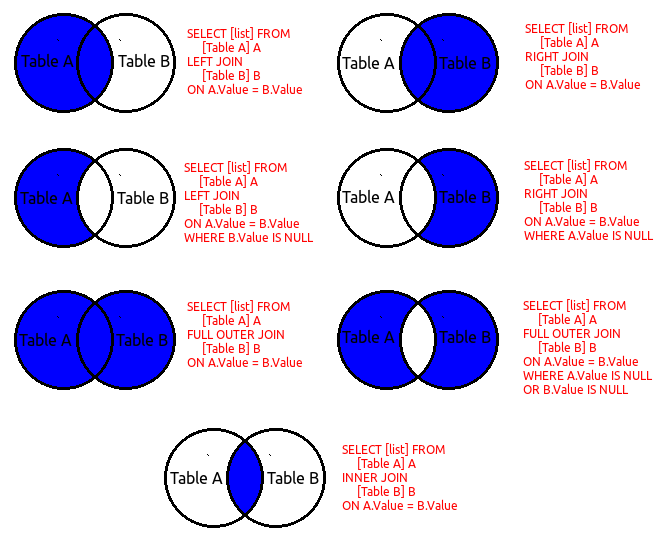 Table A Table B
SELECT [list] FROM
[Table A] A
LEFT JOIN
[Table B] B
ON A.Value = B.Value
Table A Table B
SELECT [list] FROM
[Table A] A
RIGHT JOIN
[Table B] B
ON A.Value = B.Value
Table A Table B
SELECT [list] FROM
[Table A] A
LEFT JOIN
[Table B] B
ON A.Value = B.Value
WHERE B.Value IS NULL
Table A Table B
SELECT [list] FROM
[Table A] A
RIGHT JOIN
[Table B] B
ON A.Value = B.Value
WHERE A.Value IS NULL
Table A Table B
SELECT [list] FROM
[Table A] A
FULL OUTER JOIN
[Table B] B
ON A.Value = B.Value
Table A Table B
SELECT [list] FROM
[Table A] A
FULL OUTER JOIN
[Table B] B
ON A.Value = B.Value
WHERE A.Value IS NULL
OR B.Value IS NULL
Table A Table B
SELECT [list] FROM
[Table A] A
INNER JOIN
[Table B] B
ON A.Value = B.Value